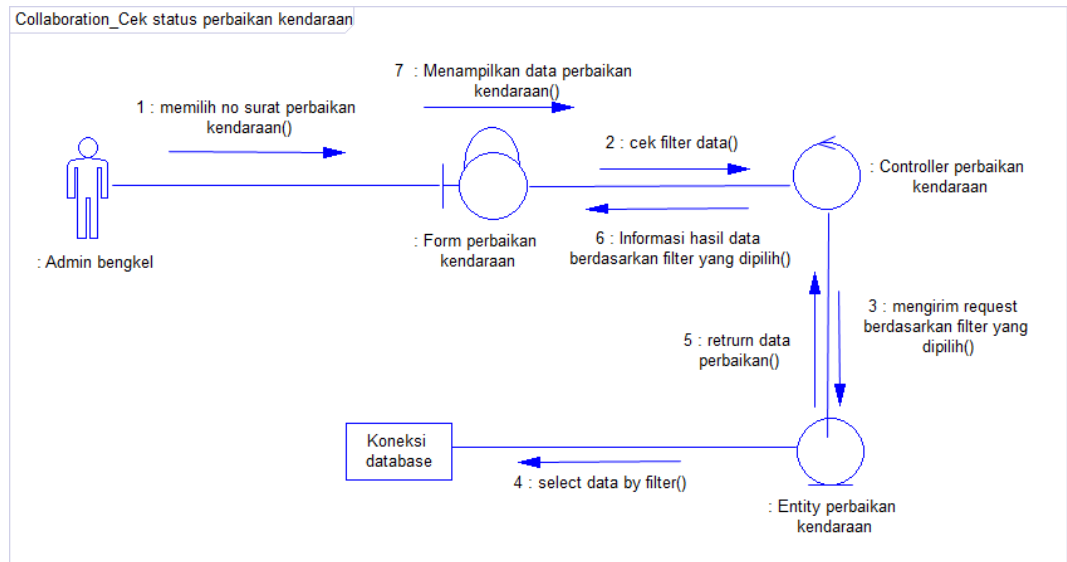 Collaboration_Cek status perbaikan kendaraan
7 : Menampilkan data perbaikan
kendaraan()
1 : memilih no surat perbaikan
kendaraan()
2 : cek filter data()
: Controller perbaikan
kendaraan
: Form perbaikan
kendaraan
6 : Informasi hasil data
berdasarkan filter yang dipilih()
: Admin bengkel
3 : mengirim request
berdasarkan filter yang
dipilih()
5 : retrurn data
perbaikan()
Koneksi
database
4 : select data by filter()
: Entity perbaikan
kendaraan